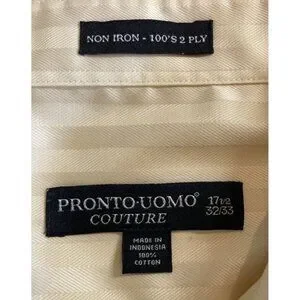 NON IRON - 100'S 2 PLY
PRONTO-UOMO® 17 1/2
COUTURE 32/33
MADE IN
INDONESIA
100%
COTTON